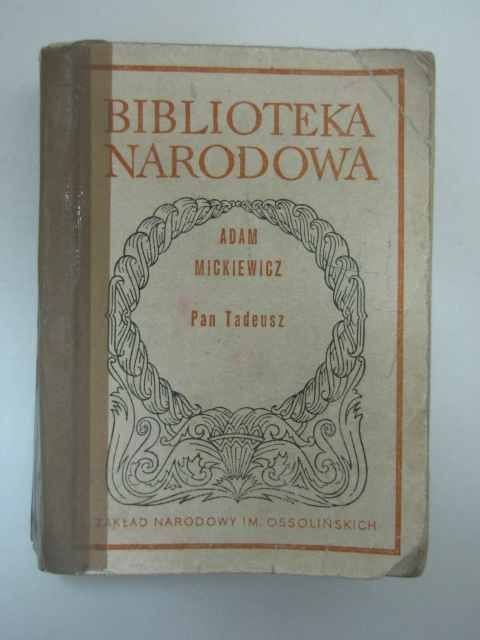 BIBLIOTEKA
NARODOWA
ADAM
MICKIEWICZ
Pan Tadeusz
ZAKŁAD NARODOWY IM. OSSOLIŃSKICH